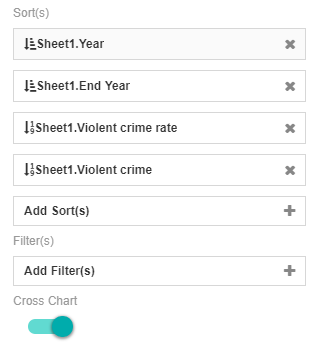 Sort(s)
Sheet1.Year
Sheet1.End Year
Sheet1.Violent crime rate
Sheet1.Violent crime
Add Sort(s)
Filter(s)
Add Filter(s)
Cross Chart